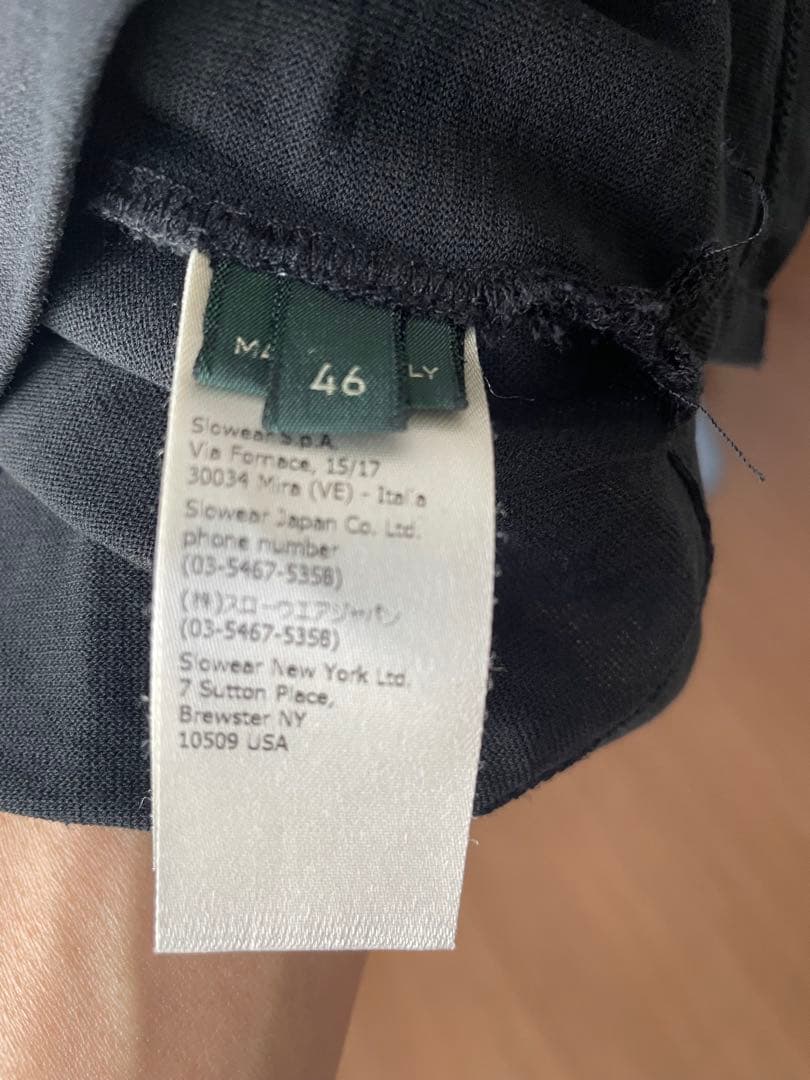 MA
46
LY
Slowear S.p.A.
Via Fornace, 15/17
30034 Mira (VE) - Italia
Slowear Japan Co. Ltd.
phone number
(03-5467-5358)
(株)スローウエアジャパン
(03-5467-5358)
Slowear New York Ltd.
7 Sutton Place,
Brewster NY
10509 USA